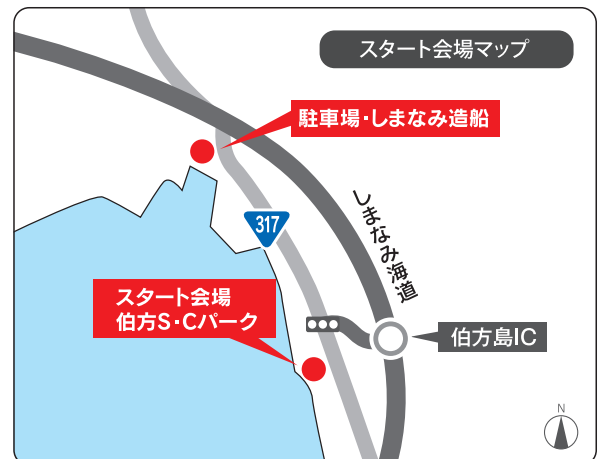 スタート会場マップ
駐車場・しまなみ造船
317
しまなみ海道
スタート会場
伯方S・Cパーク
伯方島IC
N